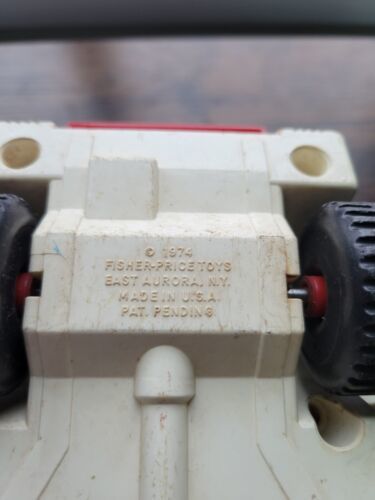 © 1974
FISHER-PRICE TOYS
EAST AURORA, N.Y.
MADE IN U.S.A.
PAT. PENDING